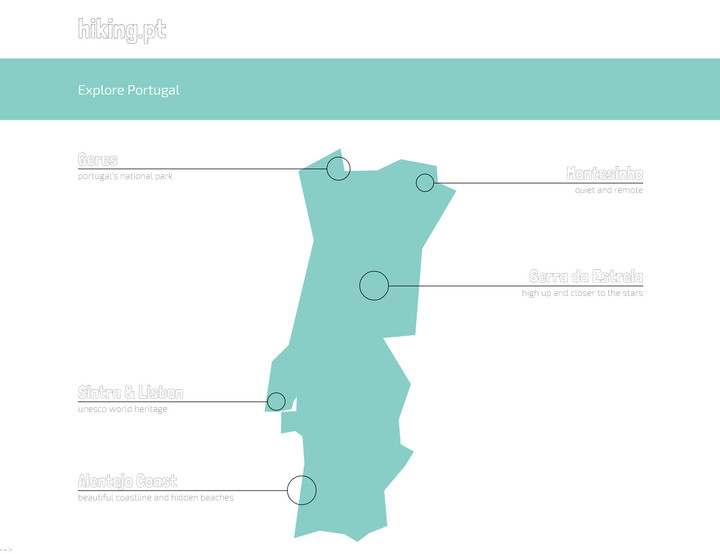 hiking.pt
Explore Portugal
Geres
portugal's national park
Montesinho
quiet and remote
Serra da Estrela
high up and closer to the stars
Sintra & Lisbon
unesco world heritage
Alentejo Coast
beautiful coastline and hidden beaches
-->